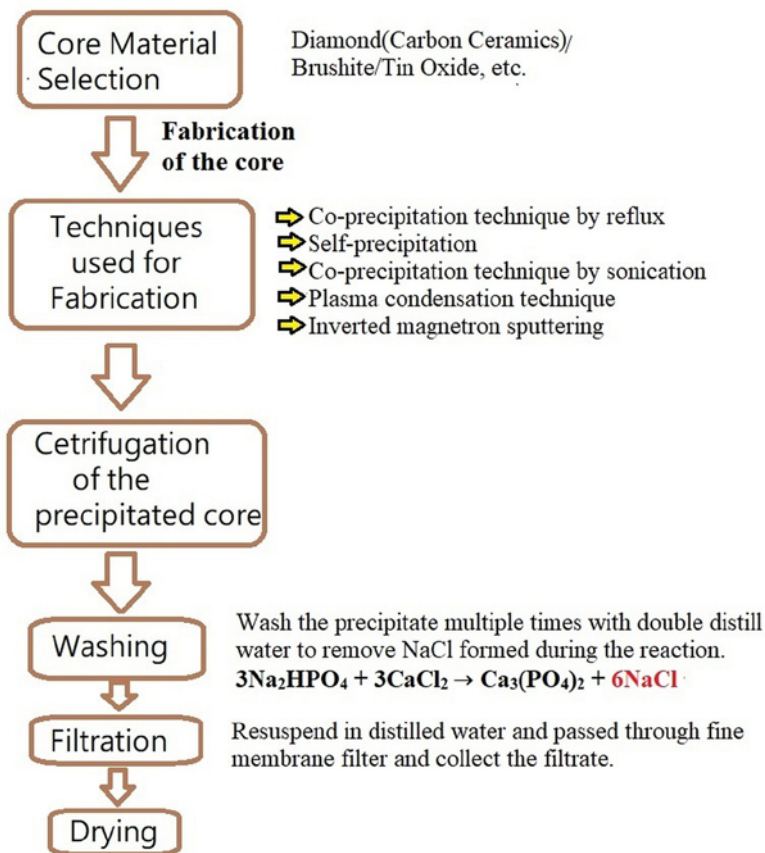 Core Material
Selection
Diamond(Carbon Ceramics)/
Brushite/Tin Oxide, etc.
Fabrication
of the core
Techniques
used for
Fabrication
Co-precipitation technique by reflux
Self-precipitation
Co-precipitation technique by sonication
Plasma condensation technique
Inverted magnetron sputtering
Cetrifugation
of the
precipitated core
Washing
Wash the precipitate multiple times with double distill
water to remove NaCl formed during the reaction.
3Na₂HPO₄ + 3CaCl₂ → Ca₃(PO₄)₂ + 6NaCl
Filtration
Resuspend in distilled water and passed through fine
membrane filter and collect the filtrate.
Drying